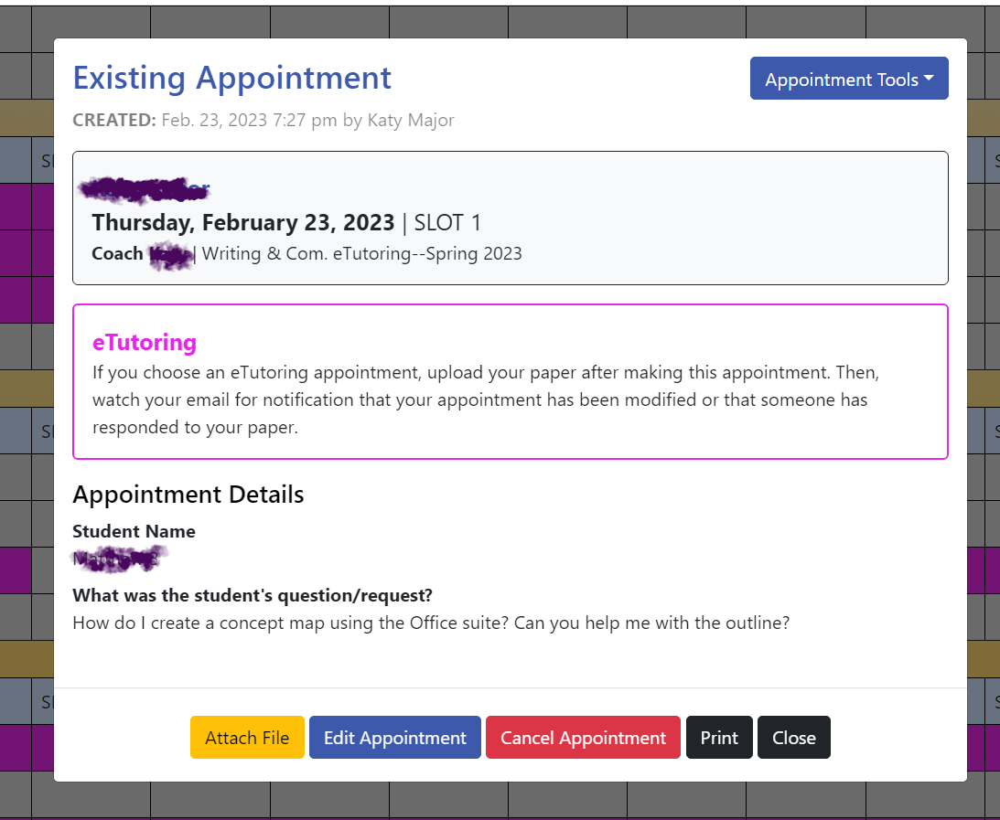 Existing Appointment
Appointment Tools
CREATED: Feb. 23, 2023 7:27 pm by Katy Major
Thursday, February 23, 2023 | SLOT 1
Coach | Writing & Com. eTutoring--Spring 2023
eTutoring
If you choose an eTutoring appointment, upload your paper after making this appointment. Then,
watch your email for notification that your appointment has been modified or that someone has
responded to your paper.
Appointment Details
Student Name
What was the student's question/request?
How do I create a concept map using the Office suite? Can you help me with the outline?
Attach File
Edit Appointment
Cancel Appointment
Print
Close